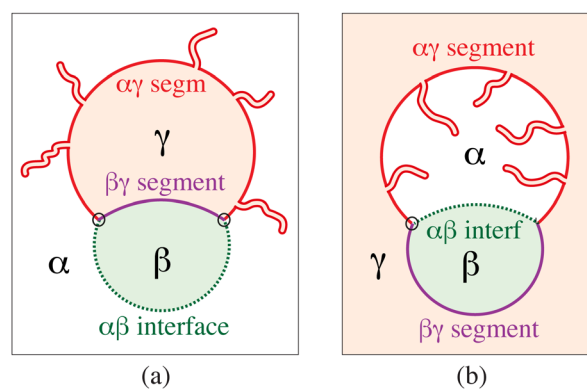 αγ segm
γ
βγ segment
α
β
αβ interface
(a)
αγ segment
α
αβ interf
γ
β
βγ segment
(b)